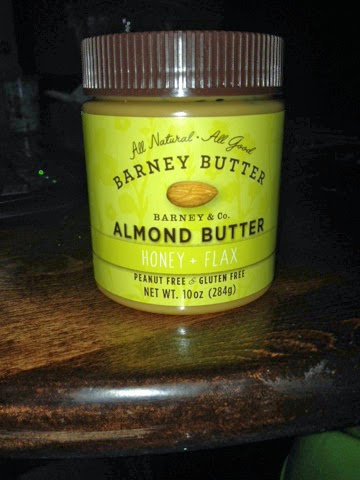 All Natural • All Good
BARNEY BUTTER
BARNEY & Co.
ALMOND BUTTER
HONEY + FLAX
PEANUT FREE & GLUTEN FREE
NET WT. 10oz (284g)